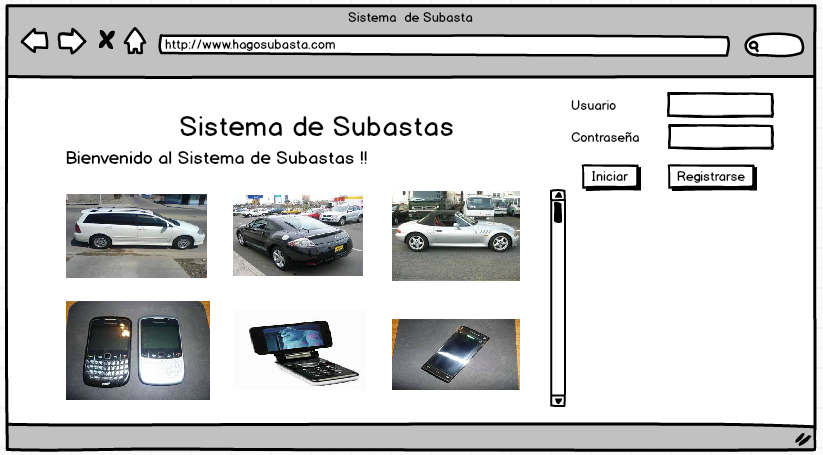 Sistema de Subasta
http://www.hagosubasta.com
Usuario
Sistema de Subastas
Contraseña
Bienvenido al Sistema de Subastas !!
Iniciar
Registrarse